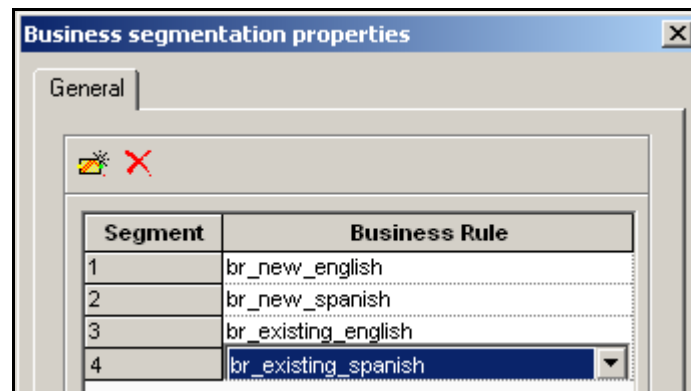 Business segmentation properties
General
Segment Business Rule
1 br_new_english
2 br_new_spanish
3 br_existing_english
4 br_existing_spanish